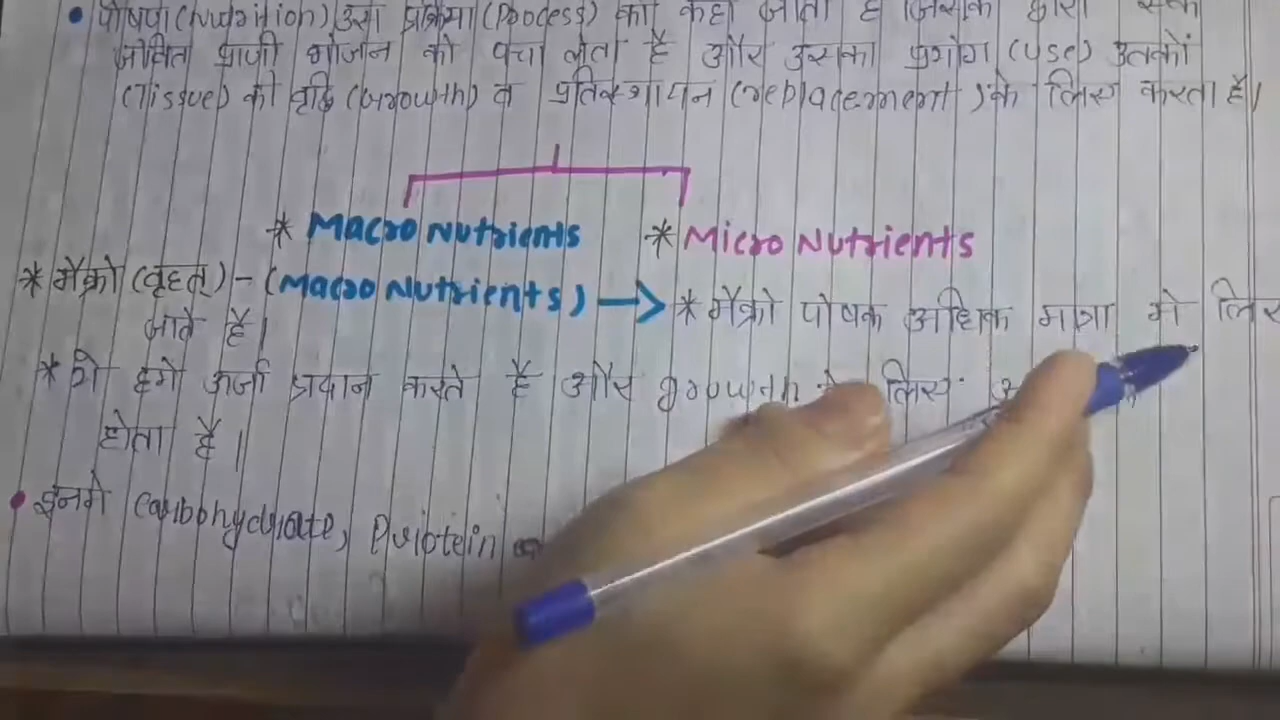 पोषण (Nutrition) उस प्रक्रिया (Process) को कहा जाता है जिसके द्वारा एक
जीवित प्राणी भोजन को पचा लेता है और उसका प्रयोग (Use) उतकों
(Tissue) की वृद्धि (Growth) व प्रतिस्थापन (replacement) के लिए करता है।
* Macro Nutrients * Micro Nutrients
* मैक्रो (वृहत्) - (Macro Nutrients) → * मैक्रो पोषक अधिक मात्रा मे लिए
जाते है।
* ये हमे ऊर्जा प्रदान करते है और growth के लिए
होता है।
इनमे Carbohydrate, Protein